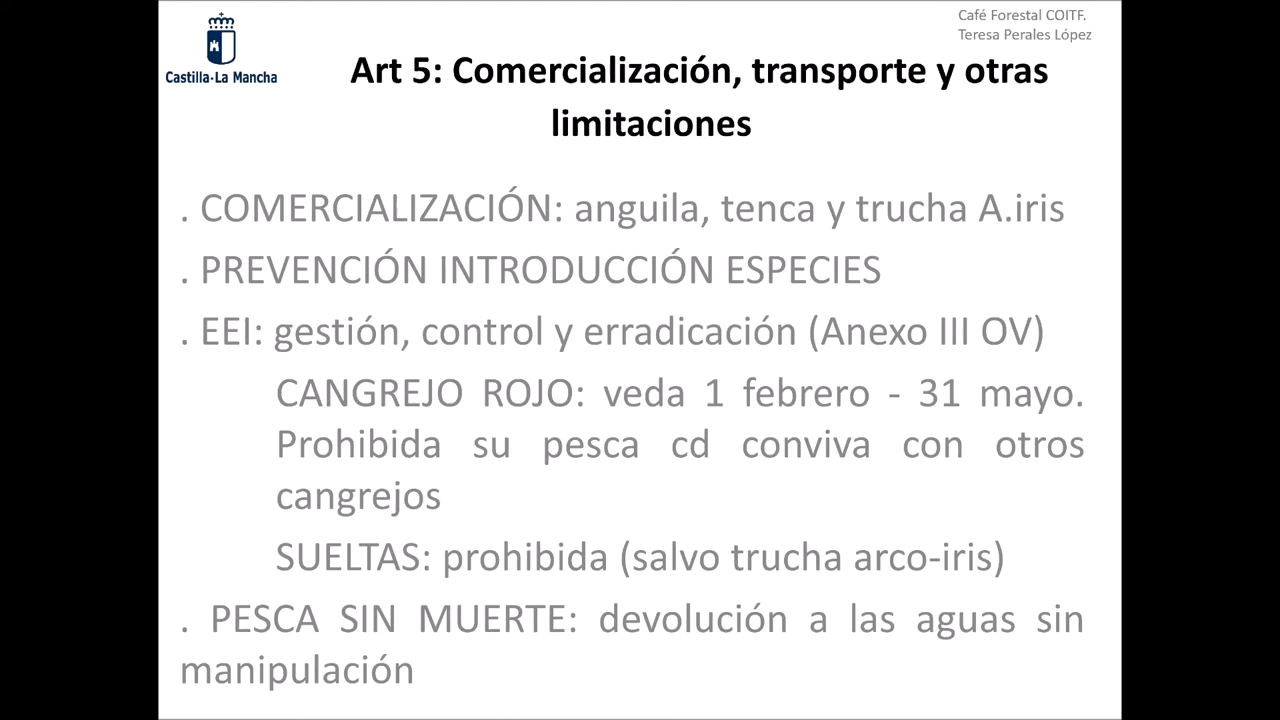 Café Forestal COITF.
Teresa Perales López
Castilla-La Mancha
Art 5: Comercialización, transporte y otras
limitaciones
. COMERCIALIZACIÓN: anguila, tenca y trucha A.iris
. PREVENCIÓN INTRODUCCIÓN ESPECIES
. EEI: gestión, control y erradicación (Anexo III OV)
CANGREJO ROJO: veda 1 febrero - 31 mayo.
Prohibida su pesca cd conviva con otros
cangrejos
SUELTAS: prohibida (salvo trucha arco-iris)
. PESCA SIN MUERTE: devolución a las aguas sin
manipulación